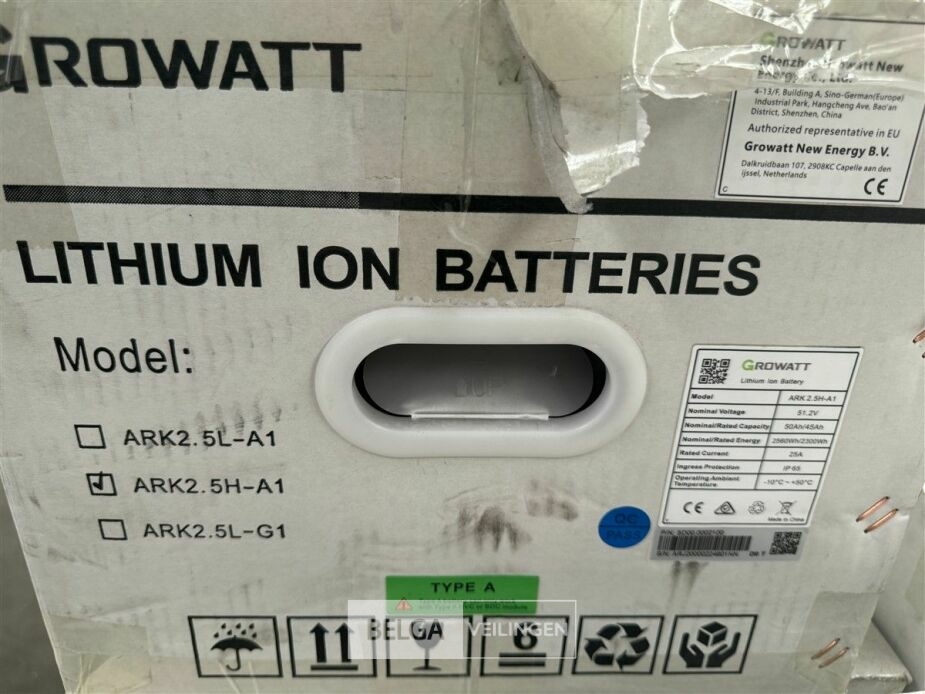 GROWATT
GROWATT
Shenzhen Growatt New
Energy Co., Ltd.
4-13/F, Building A, Sino-German(Europe)
Industrial Park, Hangcheng Ave, Bao'an
District, Shenzhen, China
Authorized representative in EU
Growatt New Energy B.V.
Dalkruidbaan 107, 2908KC Capelle aan den
ijssel, Netherlands
CE
LITHIUM ION BATTERIES
Model:
ARK2.5L-A1
ARK2.5H-A1
ARK2.5L-G1
GROWATT
Lithium Ion Battery
Model ARK 2.5H-A1
Nominal Voltage 51.2V
Nominal/Rated Capacity 50Ah/45Ah
Nominal/Rated Energy 2560Wh/2300Wh
Rated Current 25A
Ingress Protection IP 65
Operating Ambient
Temperature -10°C ~ +50°C
CE
Made in China
QC
PASS
TYPE A
BELGA VEILINGEN
6